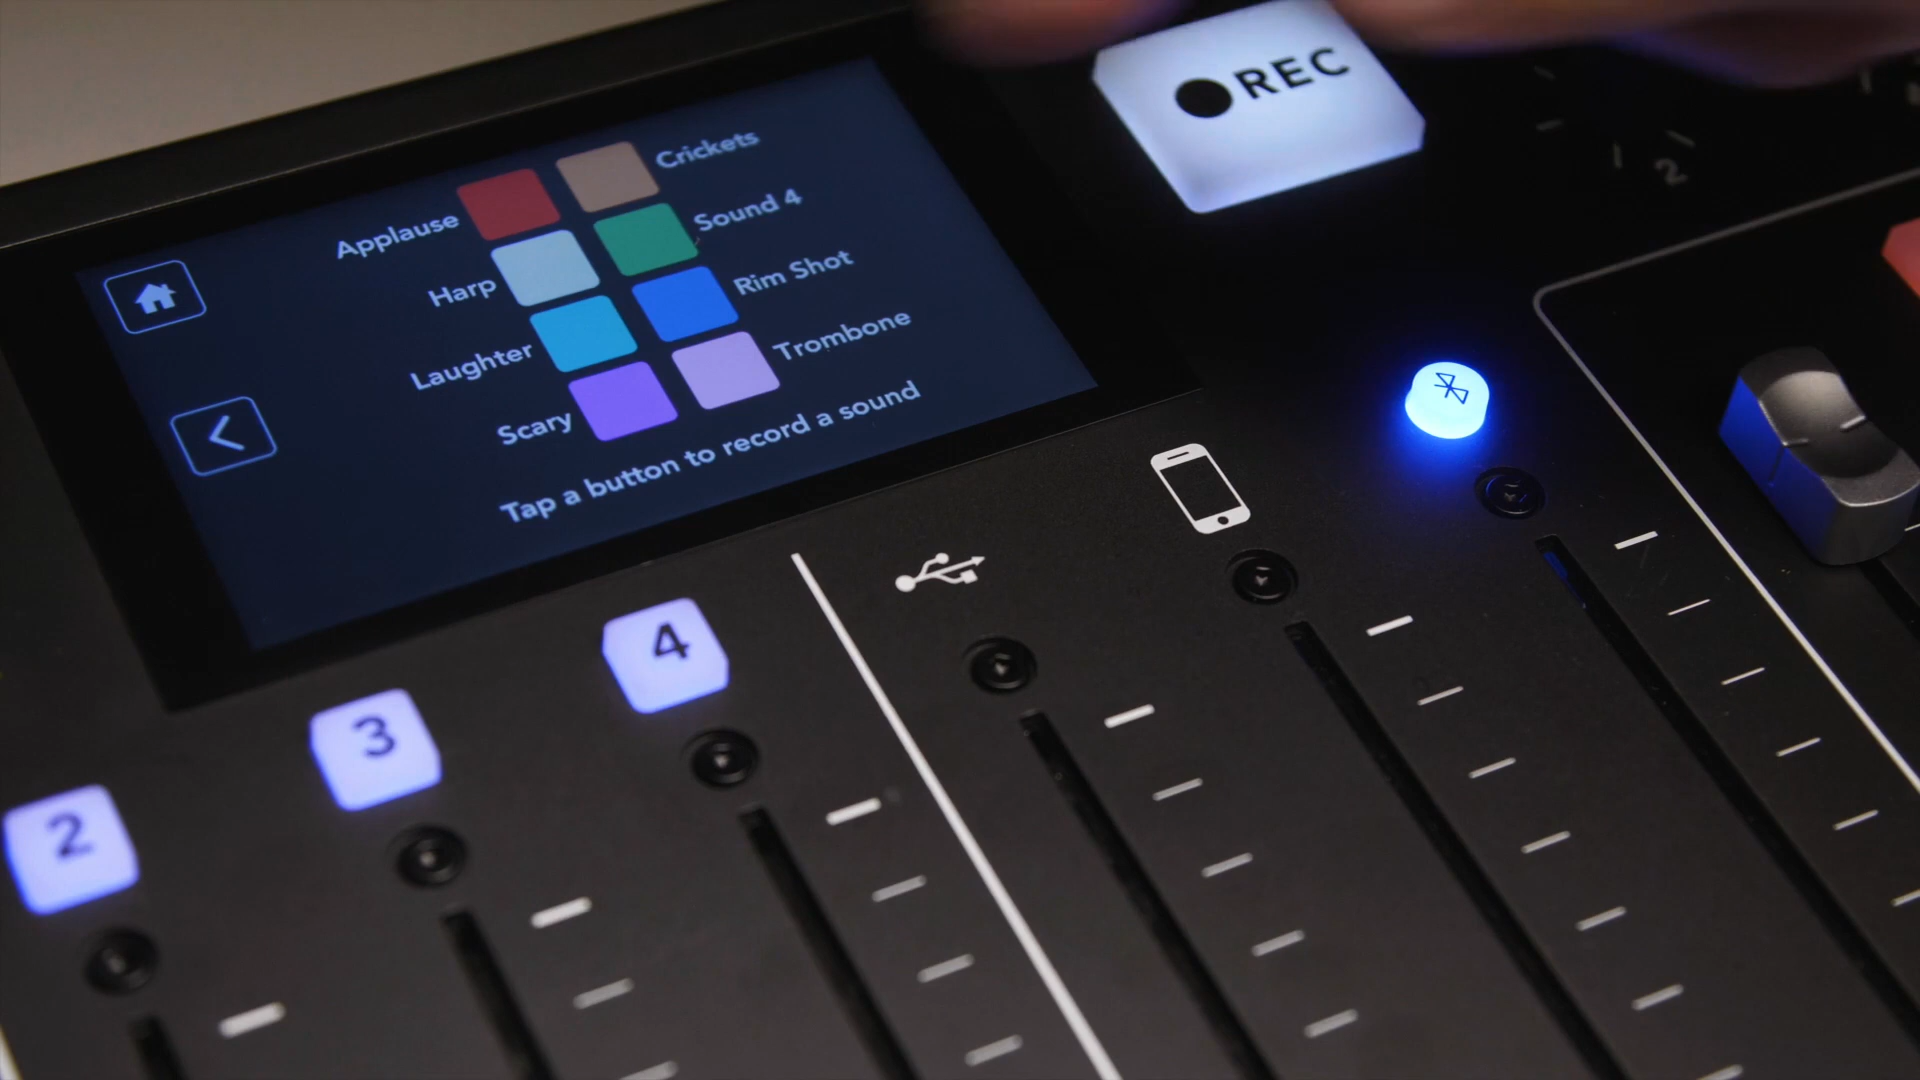 REC
Crickets
Applause
Sound 4
Harp
Rim Shot
Laughter
Trombone
Scary
Tap a button to record a sound
2
4
3
2